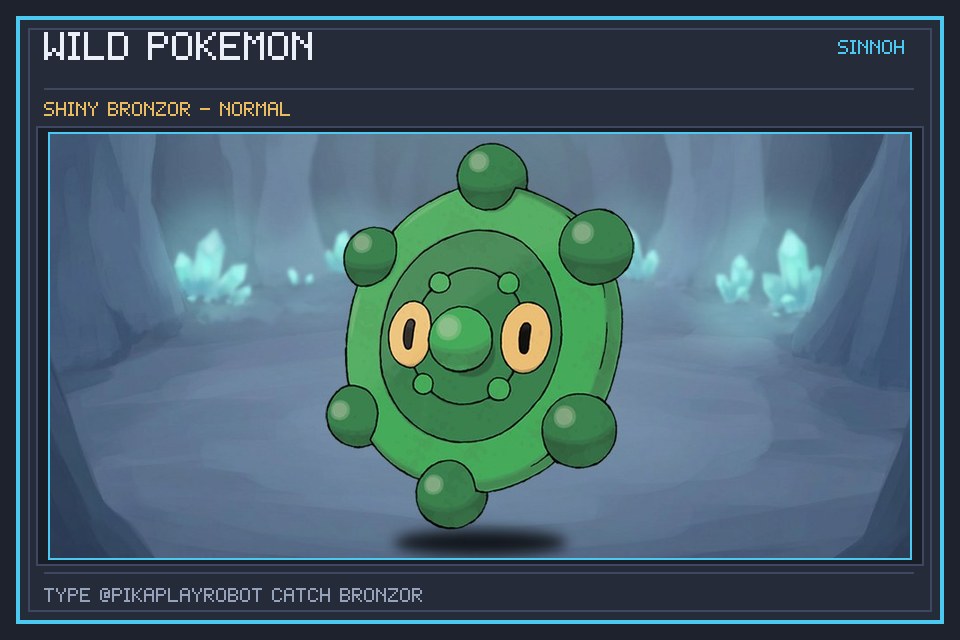 WILD POKEMON
SINNOH
SHINY BRONZOR - NORMAL
TYPE @PIKAPLAYROBOT CATCH BRONZOR